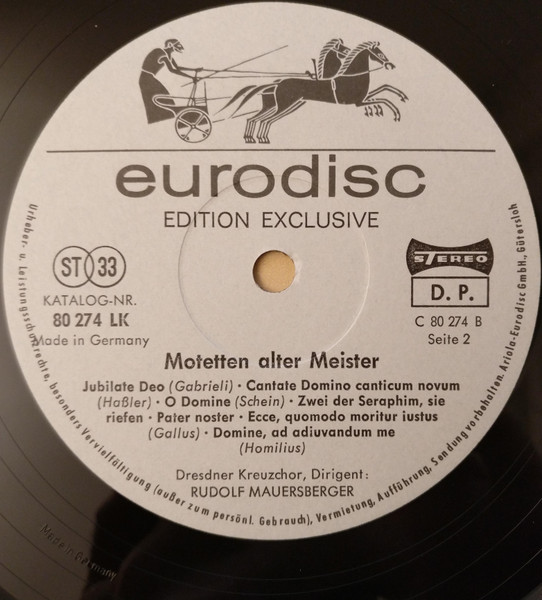 eurodisc
EDITION EXCLUSIVE
ST 33
KATALOG-NR.
80 274 LK
Made in Germany
STEREO
D. P.
C 80 274 B
Seite 2
Motetten alter Meister
Jubilate Deo (Gabrieli) · Cantate Domino canticum novum
(Haßler) · O Domine (Schein) · Zwei der Seraphim, sie
riefen · Pater noster · Ecce, quomodo moritur iustus
(Gallus) · Domine, ad adiuvandum me
(Homilius)
Dresdner Kreuzchor, Dirigent:
RUDOLF MAUERSBERGER
Urheber- u. Leistungsschutzrechte, besonders Vervielfältigung (außer zum persönl. Gebrauch), Vermietung, Aufführung, Sendung vorbehalten. Ariola-Eurodisc GmbH., Gütersloh
Made in Germany